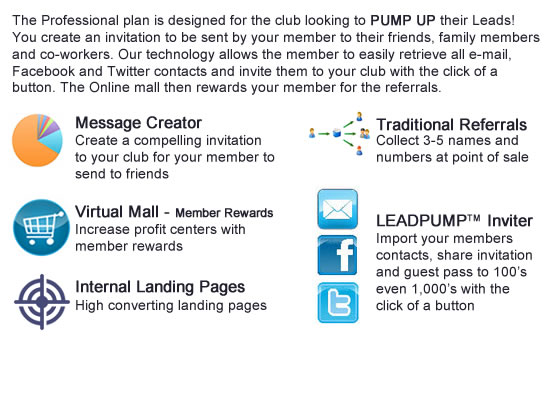 The Professional plan is designed for the club looking to PUMP UP their Leads!
You create an invitation to be sent by your member to their friends, family members
and co-workers. Our technology allows the member to easily retrieve all e-mail,
Facebook and Twitter contacts and invite them to your club with the click of a
button. The Online mall then rewards your member for the referrals.
Message Creator
Create a compelling invitation
to your club for your member to
send to friends
Virtual Mall - Member Rewards
Increase profit centers with
member rewards
Internal Landing Pages
High converting landing pages
Traditional Referrals
Collect 3-5 names and
numbers at point of sale
f
t
LEADPUMP™ Inviter
Import your members
contacts, share invitation
and guest pass to 100's
even 1,000's with the
click of a button